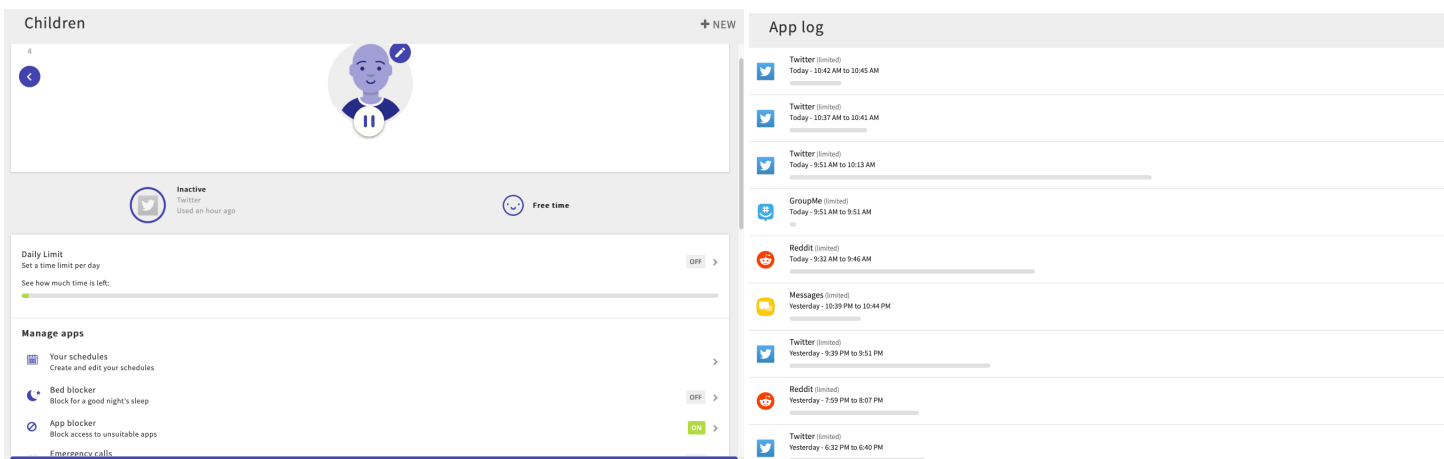 Children
+ NEW
4
Inactive
Twitter
Used an hour ago
Free time
Daily Limit
Set a time limit per day
OFF
See how much time is left:
Manage apps
Your schedules
Create and edit your schedules
Bed blocker
Block for a good night's sleep
OFF
App blocker
Block access to unsuitable apps
ON
Emergency calls
App log
Twitter (limited)
Today - 10:42 AM to 10:45 AM
Twitter (limited)
Today - 10:37 AM to 10:41 AM
Twitter (limited)
Today - 9:51 AM to 10:13 AM
GroupMe (limited)
Today - 9:51 AM to 9:51 AM
Reddit (limited)
Today - 9:32 AM to 9:46 AM
Messages (limited)
Yesterday - 10:39 PM to 10:44 PM
Twitter (limited)
Yesterday - 9:39 PM to 9:51 PM
Reddit (limited)
Yesterday - 7:59 PM to 8:07 PM
Twitter (limited)
Yesterday - 6:32 PM to 6:40 PM